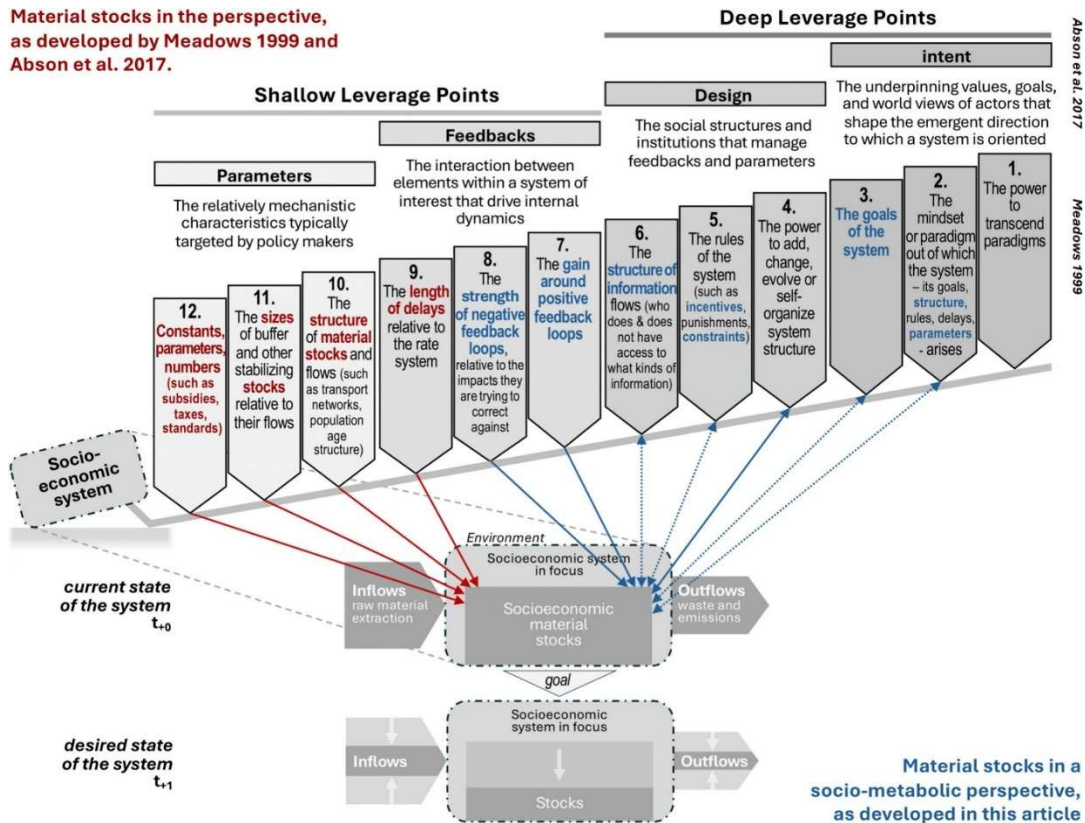 Material stocks in the perspective,
as developed by Meadows 1999 and
Abson et al. 2017.
Deep Leverage Points
Abson et al. 2017
Meadows 1999
intent
The underpinning values, goals,
and world views of actors that
shape the emergent direction
to which a system is oriented
Design
The social structures and
institutions that manage
feedbacks and parameters
Shallow Leverage Points
Feedbacks
The interaction between
elements within a system of
interest that drive internal
dynamics
Parameters
The relatively mechanistic
characteristics typically
targeted by policy makers
12.
Constants,
parameters,
numbers
(such as
subsidies,
taxes,
standards)
11.
The sizes
of buffer
and other
stabilizing
stocks
relative to
their flows
10.
The
structure
of material
stocks and
flows (such
as transport
networks,
population
age
structure)
9.
The length
of delays
relative to
the rate
system
8.
The
strength
of negative
feedback
loops,
relative to the
impacts they
are trying to
correct
against
7.
The gain
around
positive
feedback
loops
6.
The
structure of
information
flows (who
does & does
not have
access to
what kinds of
information)
5.
The rules
of the
system
(such as
incentives,
punishments,
constraints)
4.
The power
to add,
change,
evolve or
self-
organize
system
structure
3.
The goals
of the
system
2.
The
mindset
or paradigm
out of which
the system
– its goals,
structure,
rules, delays,
parameters
- arises
1.
The power
to
transcend
paradigms
Socio-
economic
system
Environment
Socioeconomic system
in focus
current state
of the system
t+0
Inflows
raw material
extraction
Socioeconomic
material
stocks
Outflows
waste and
emissions
goal
Socioeconomic
system in focus
desired state
of the system
t+1
Inflows
Stocks
Outflows
Material stocks in a
socio-metabolic perspective,
as developed in this article